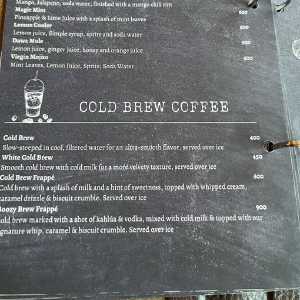 Mango, Jalapeno, soda water, finished with a mango chili rim
Magic Mint
Pineapple & Lime Juice with a splash of mint leaves
Lemon Cooler
Lemon juice, Simple syrup, sprite and soda water
Dawa Mule
Lemon juice, ginger juice, honey and orange juice
Virgin Mojito
Mint Leaves, Lemon Juice, Sprite, Soda Water
COLD BREW COFFEE
Cold Brew 400
Slow-steeped in cool, filtered water for an ultra-smooth flavor, served over ice
White Cold Brew 450
Smooth cold brew with cold milk for a more velvety texture, served over ice
Cold Brew Frappé 600
Cold brew with a splash of milk and a hint of sweetness, topped with whipped cream,
caramel drizzle & biscuit crumble. Served over ice
Boozy Brew Frappé 900
Cold brew marked with a shot of kahlua & vodka, mixed with cold milk & topped with our
signature whip, caramel & biscuit crumble. Served over ice